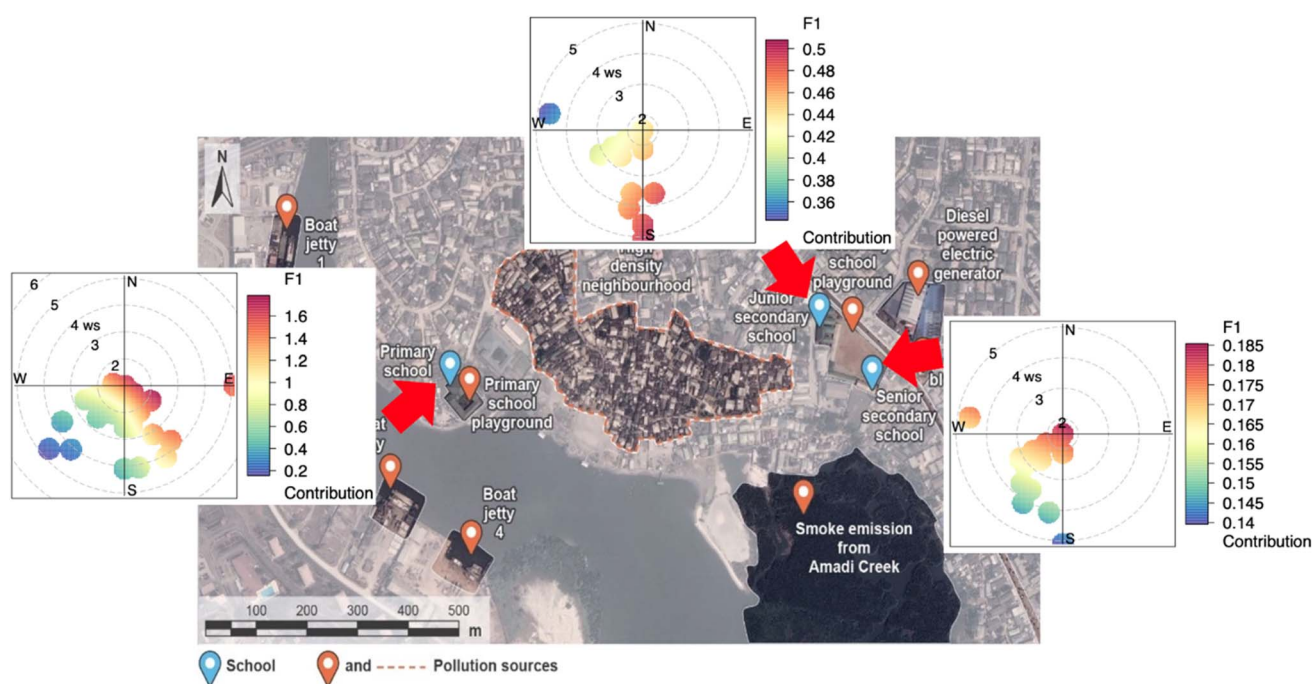 F1
N
5
4 ws
3
2
W
E
S
0.5
0.48
0.46
0.44
0.42
0.4
0.38
0.36
Contribution
N
Boat
jetty
1
Diesel
powered
electric
generator
density
neighbourhood
school
playground
Junior
secondary
school
Primary
school
Primary
school
playground
Senior
secondary
school
bl
F1
6
5
4 ws
3
2
N
W
E
S
1.6
1.4
1.2
1
0.8
0.6
0.4
0.2
Contribution
F1
N
5
4 ws
3
2
W
E
S
0.185
0.18
0.175
0.17
0.165
0.16
0.155
0.15
0.145
0.14
Contribution
Boat
jetty
4
Smoke emission
from
Amadi Creek
100 200 300 400 500
m
School
and
Pollution sources